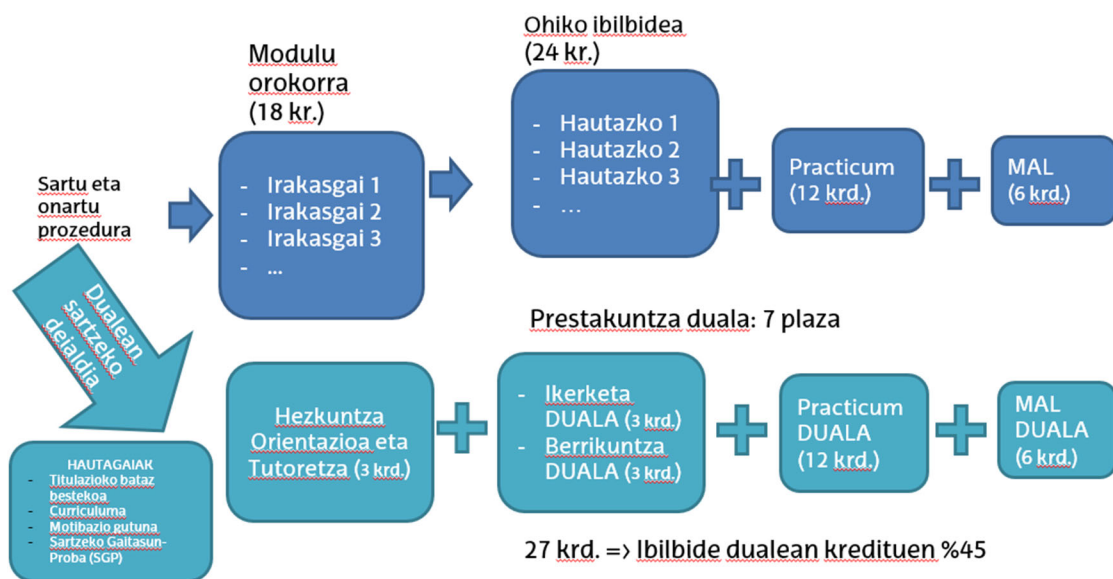 Ohiko ibilbidea
(24 kr.)
Modulu
orokorra
(18 kr.)
Sartu eta
onartu
prozedura
- Irakasgai 1
- Irakasgai 2
- Irakasgai 3
- ...
- Hautazko 1
- Hautazko 2
- Hautazko 3
- ...
Practicum
(12 krd.)
MAL
(6 krd.)
Dualean
sartzeko
deialdia
Prestakuntza duala: 7 plaza
HAUTAGAIAK
- Titulazioko bataz
bestekoa
- Curriculuma
- Motibazio gutuna
- Sartzeko Gaitasun-
Proba (SGP)
Hezkuntza
Orientazioa eta
Tutoretza (3 krd.)
- Ikerketa
DUALA (3 krd.)
- Berrikuntza
DUALA (3 krd.)
Practicum
DUALA
(12 krd.)
MAL
DUALA
(6 krd.)
27 krd. => Ibilbide dualean kredituen %45